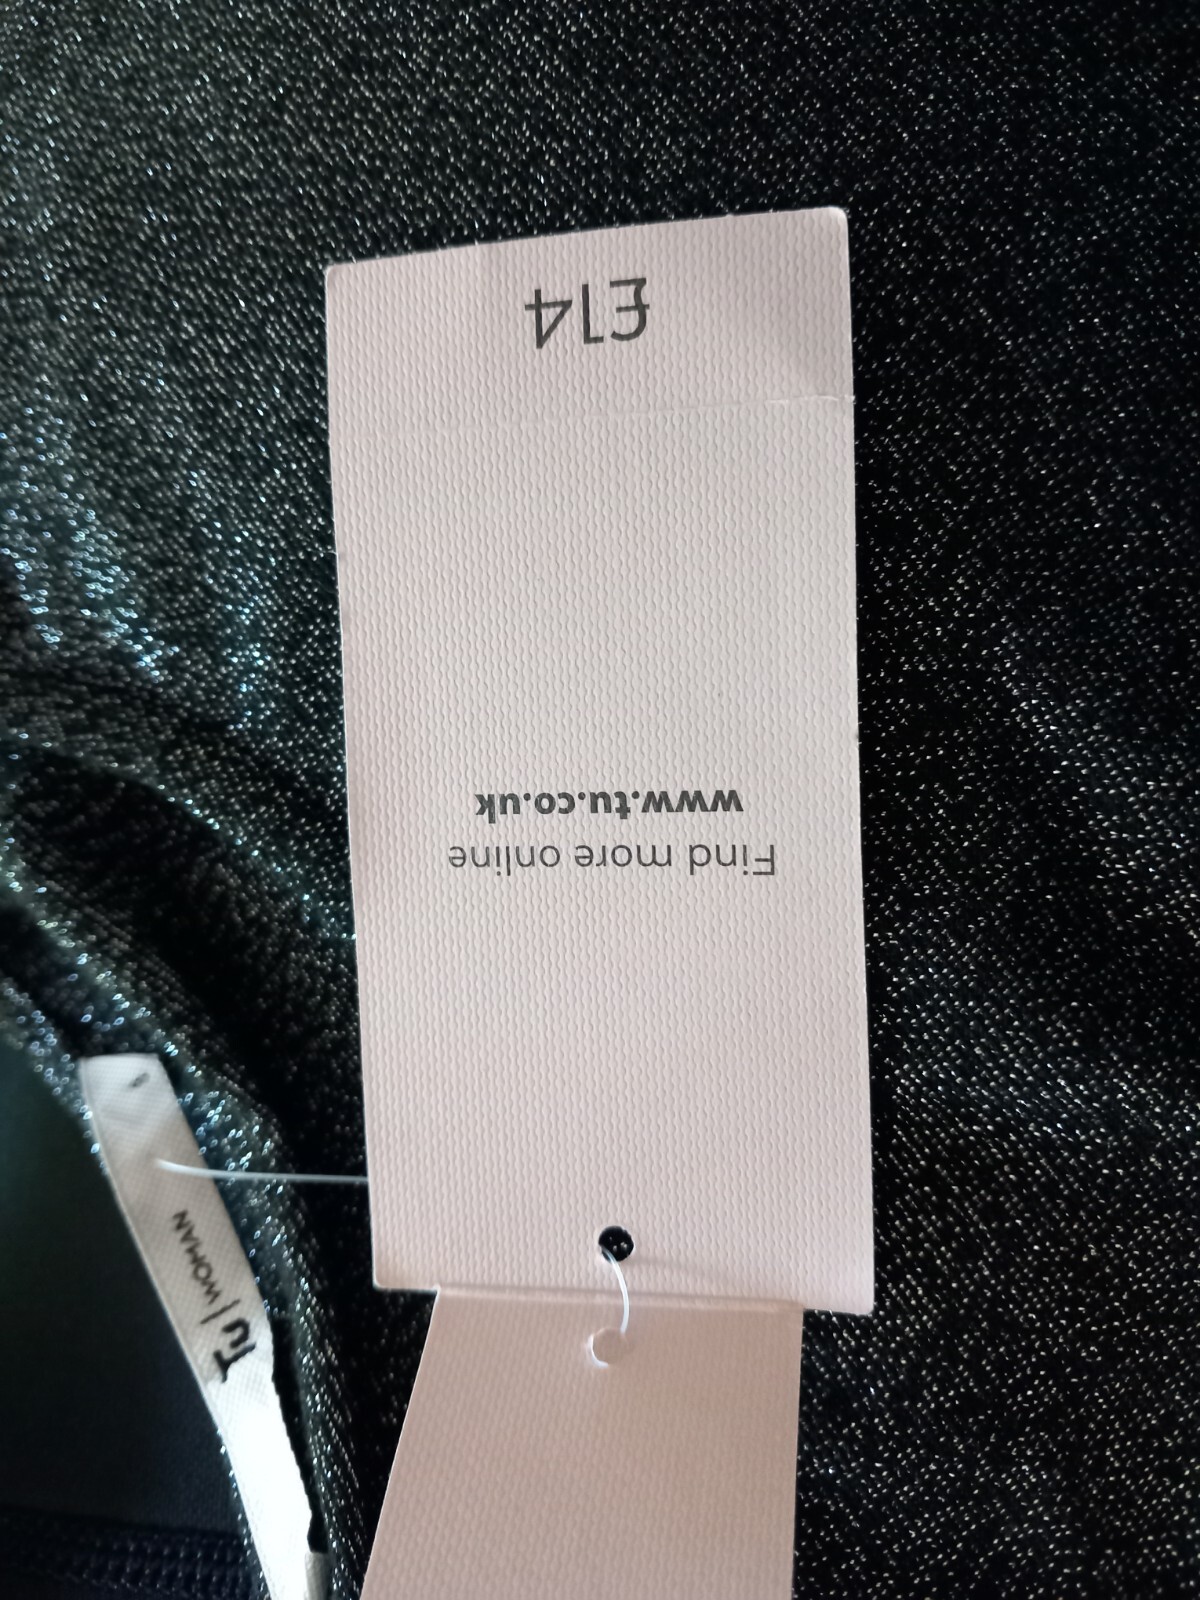 Find more online
www.tu.co.uk
£14
Tu | WOMAN